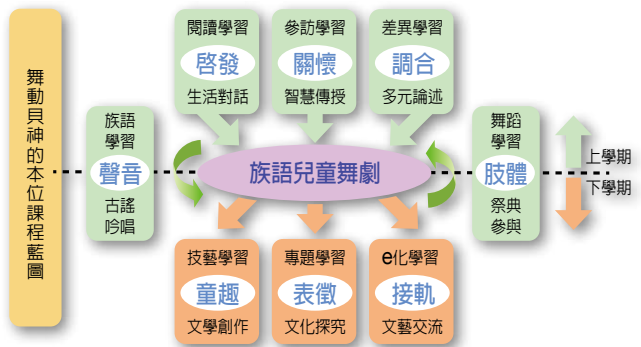 舞動貝神的本位課程藍圖
閱讀學習
啓發
生活對話
參訪學習
關懷
智慧傳授
差異學習
調合
多元論述
族語
學習
聲音
古謠
吟唱
族語兒童舞劇
舞蹈
學習
肢體
祭典
參與
上學期
下學期
技藝學習
童趣
文學創作
專題學習
表徵
文化探究
e化學習
接軌
文藝交流